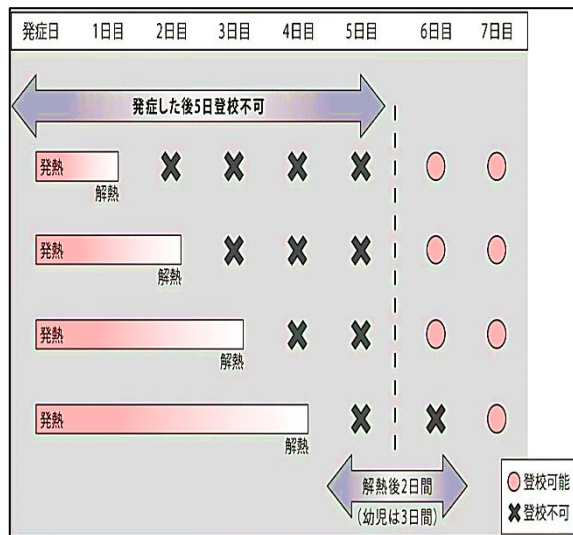 発症日 1日目 2日目 3日目 4日目 5日目 6日目 7日目
発症した後5日登校不可
発熱
解熱
発熱
解熱
発熱
解熱
発熱
解熱
解熱後2日間
(幼児は3日間)
登校可能
登校不可